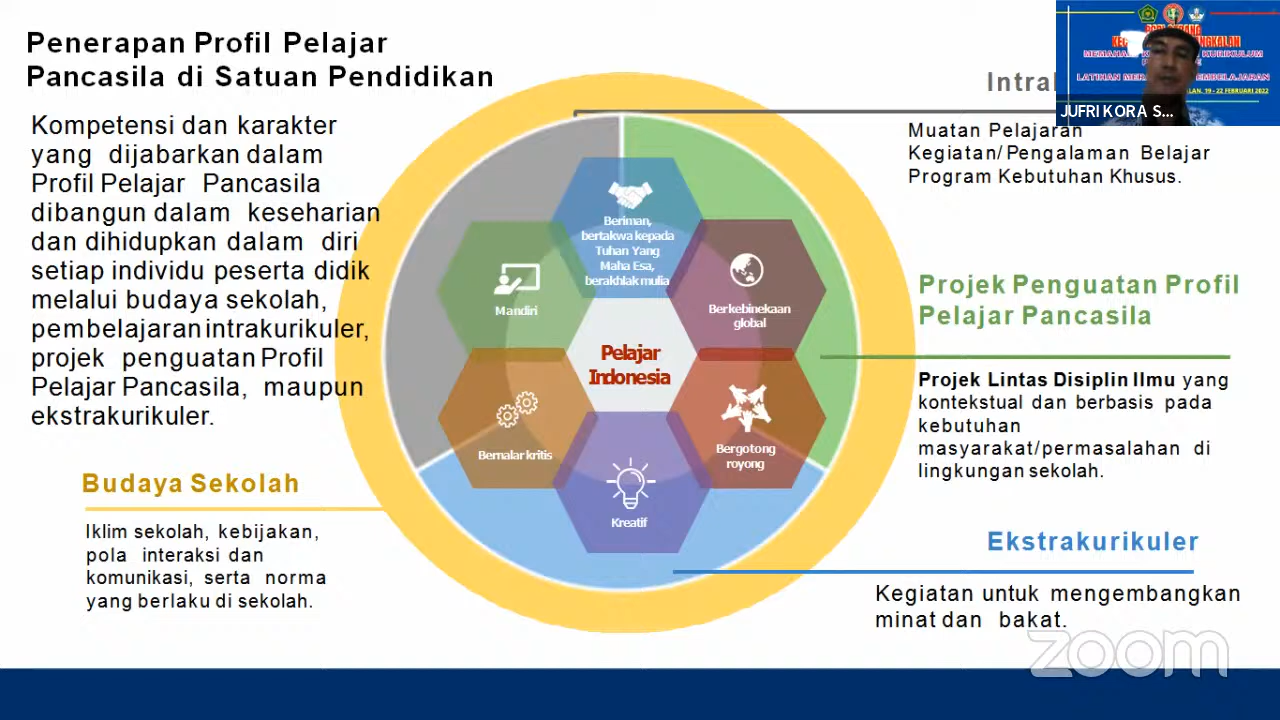 Penerapan Profil Pelajar
Pancasila di Satuan Pendidikan
Kompetensi dan karakter
yang dijabarkan dalam
Profil Pelajar Pancasila
dibangun dalam keseharian
dan dihidupkan dalam diri
setiap individu peserta didik
melalui budaya sekolah,
pembelajaran intrakurikuler,
projek penguatan Profil
Pelajar Pancasila, maupun
ekstrakurikuler.
Budaya Sekolah
Iklim sekolah, kebijakan,
pola interaksi dan
komunikasi, serta norma
yang berlaku di sekolah.
Beriman,
bertakwa kepada
Tuhan Yang
Maha Esa,
berakhlak mulia
Mandiri
Berkebinekaan
global
Pelajar
Indonesia
Bernalar kritis
Bergotong
royong
Kreatif
Muatan Pelajaran
Kegiatan/Pengalaman Belajar
Program Kebutuhan Khusus.
Projek Penguatan Profil
Pelajar Pancasila
Projek Lintas Disiplin Ilmu yang
kontekstual dan berbasis pada
kebutuhan
masyarakat/permasalahan di
lingkungan sekolah.
Ekstrakurikuler
Kegiatan untuk mengembangkan
minat dan bakat.
19 - 22 FEBRUARI 2022
JUFRI KORA S...
zoom